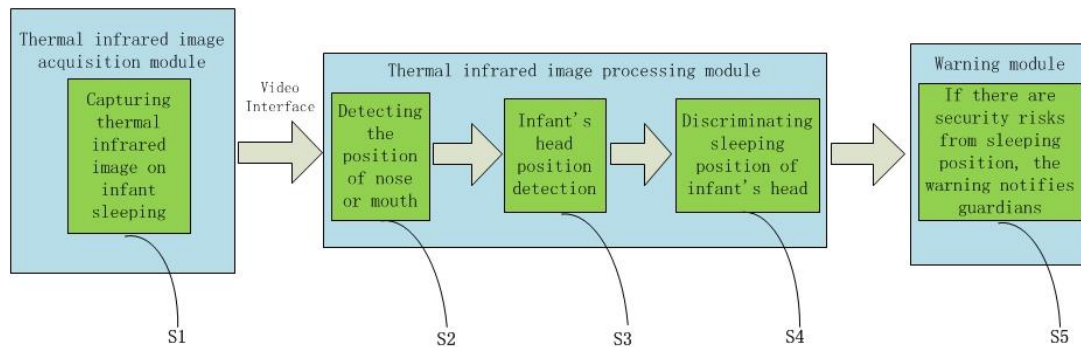 Thermal infrared image
acquisition module
Capturing
thermal
infrared
image on
infant
sleeping
Video
Interface
Thermal infrared image processing module
Detecting
the
position
of nose
or mouth
Infant's
head
position
detection
Discriminating
sleeping
position of
infant's head
Warning module
If there are
security risks
from sleeping
position, the
warning notifies
guardians
S1
S2
S3
S4
S5